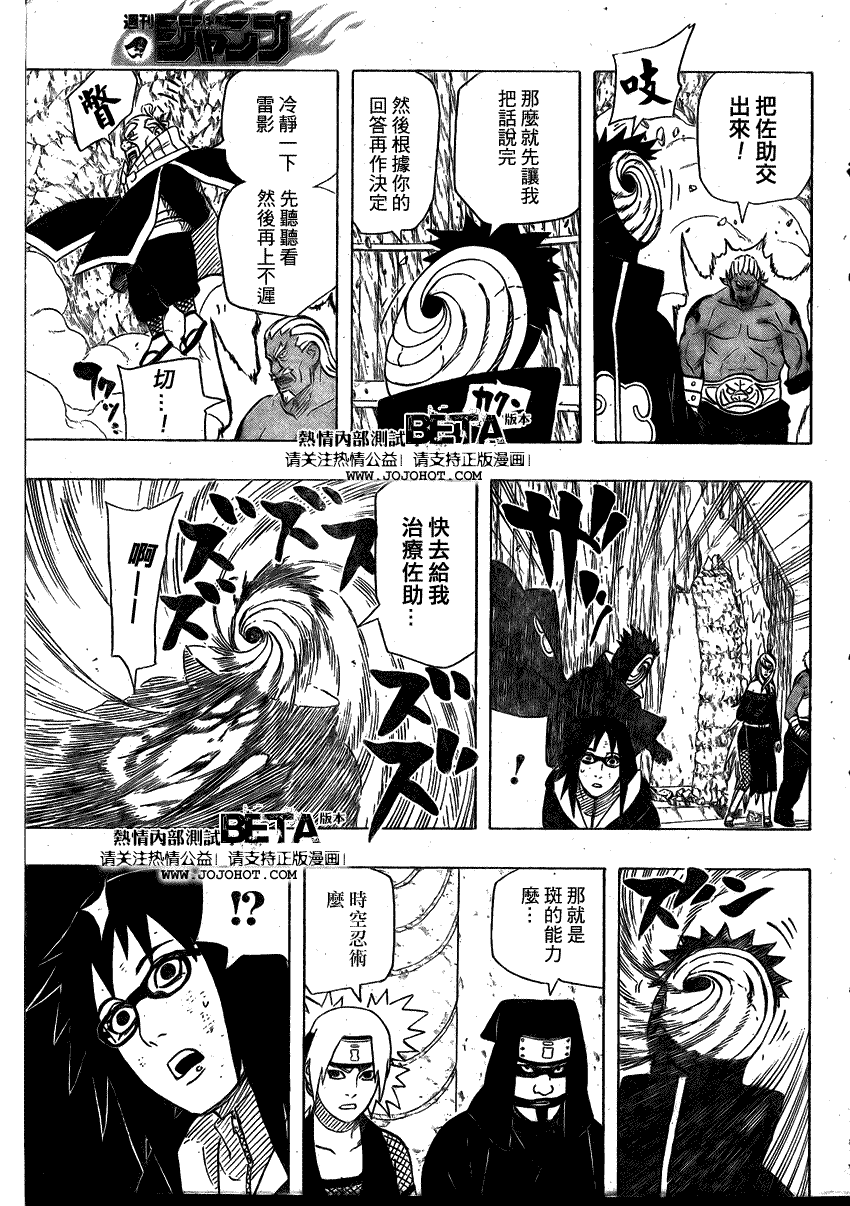 週刊
ジャンプ
吱
把佐助交
出來！
那麼就先讓我
把話說完
然後根據你的
回答再作決定
カクン
瞥
冷靜一下
雷影
先聽聽看
然後再上不遲
切…！
熱情內部測試BETA版本
请关注热情公益！请支持正版漫画！
WWW.JOJOHOT.COM
ザッ
！
快去給我
治療佐助…
ズズズズ
ズズ
啊——
熱情內部測試BETA版本
请关注热情公益！请支持正版漫画！
WWW.JOJOHOT.COM
ズズン
那就是
斑的能力
麼…
時空忍術
麼
!?